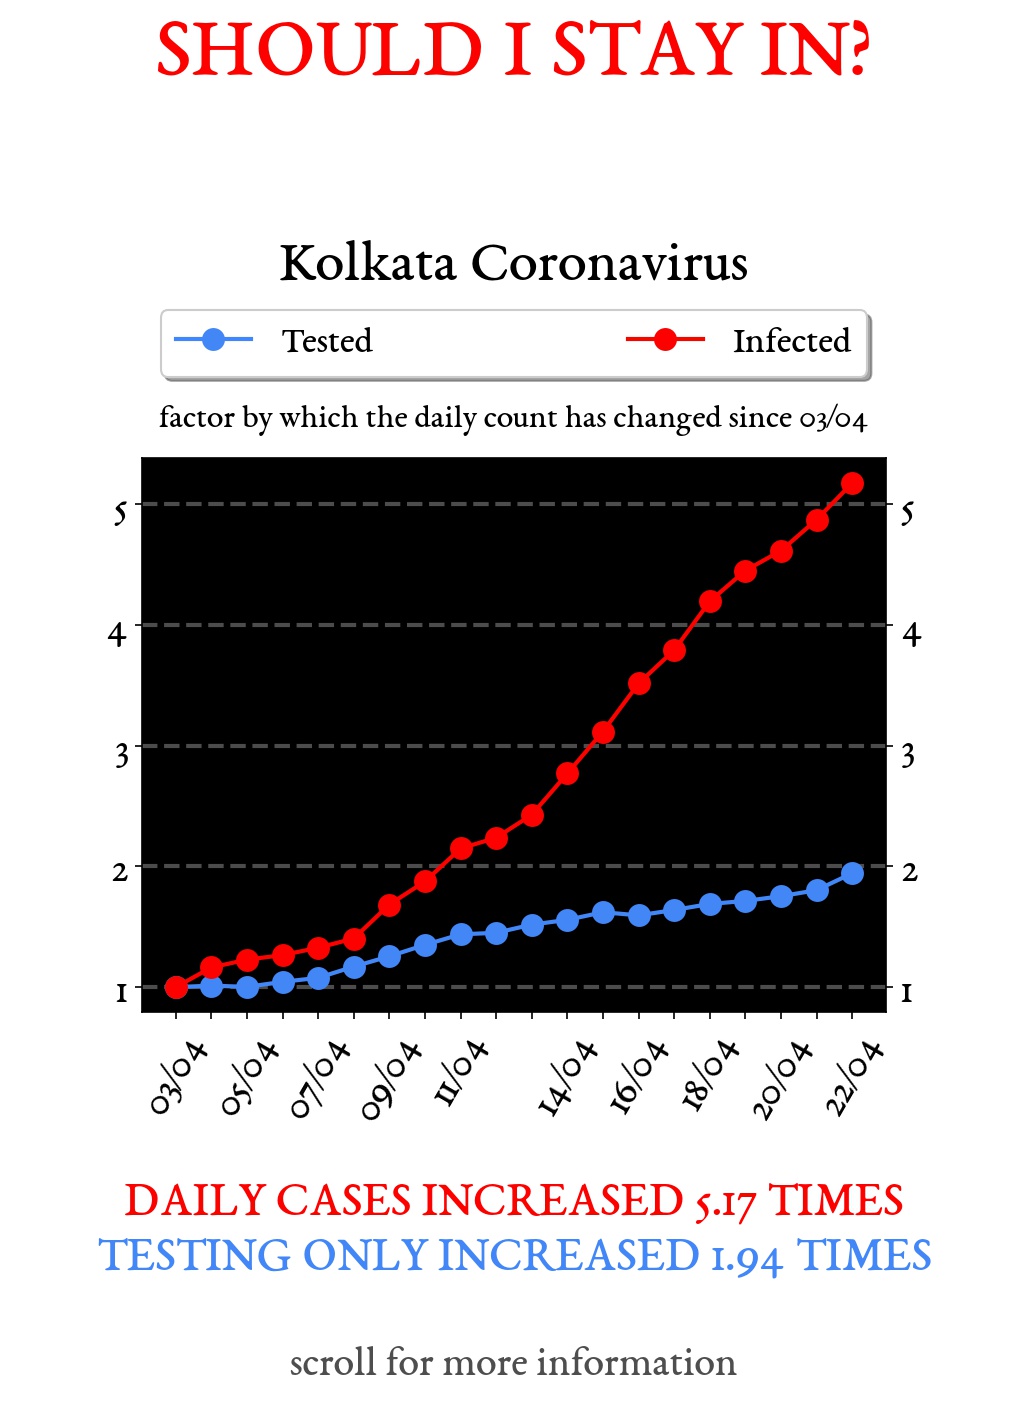 SHOULD I STAY IN?
Kolkata Coronavirus
Tested Infected
factor by which the daily count has changed since 03/04
5 5
4 4
3 3
2 2
1 1
03/04 05/04 07/04 09/04 11/04 14/04 16/04 18/04 20/04 22/04
DAILY CASES INCREASED 5.17 TIMES
TESTING ONLY INCREASED 1.94 TIMES
scroll for more information